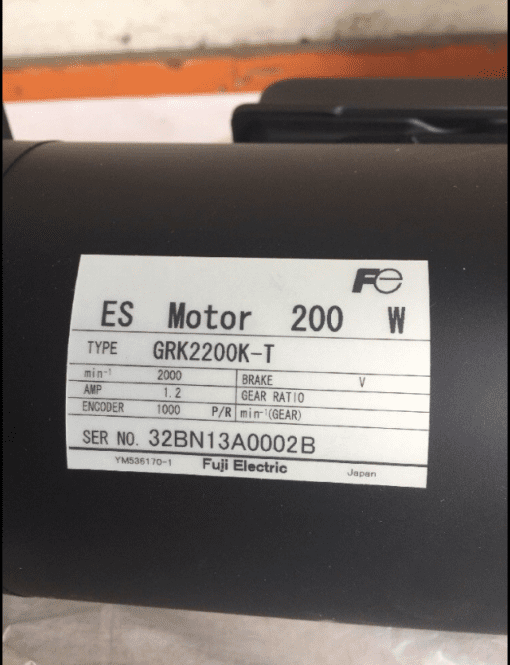 Fe
ES Motor 200 W
TYPE GRK2200K-T
min⁻¹ 2000 BRAKE V
AMP 1.2 GEAR RATIO
ENCODER 1000 P/R min⁻¹(GEAR)
SER NO. 32BN13A0002B
YM536170-1 Fuji Electric Japan